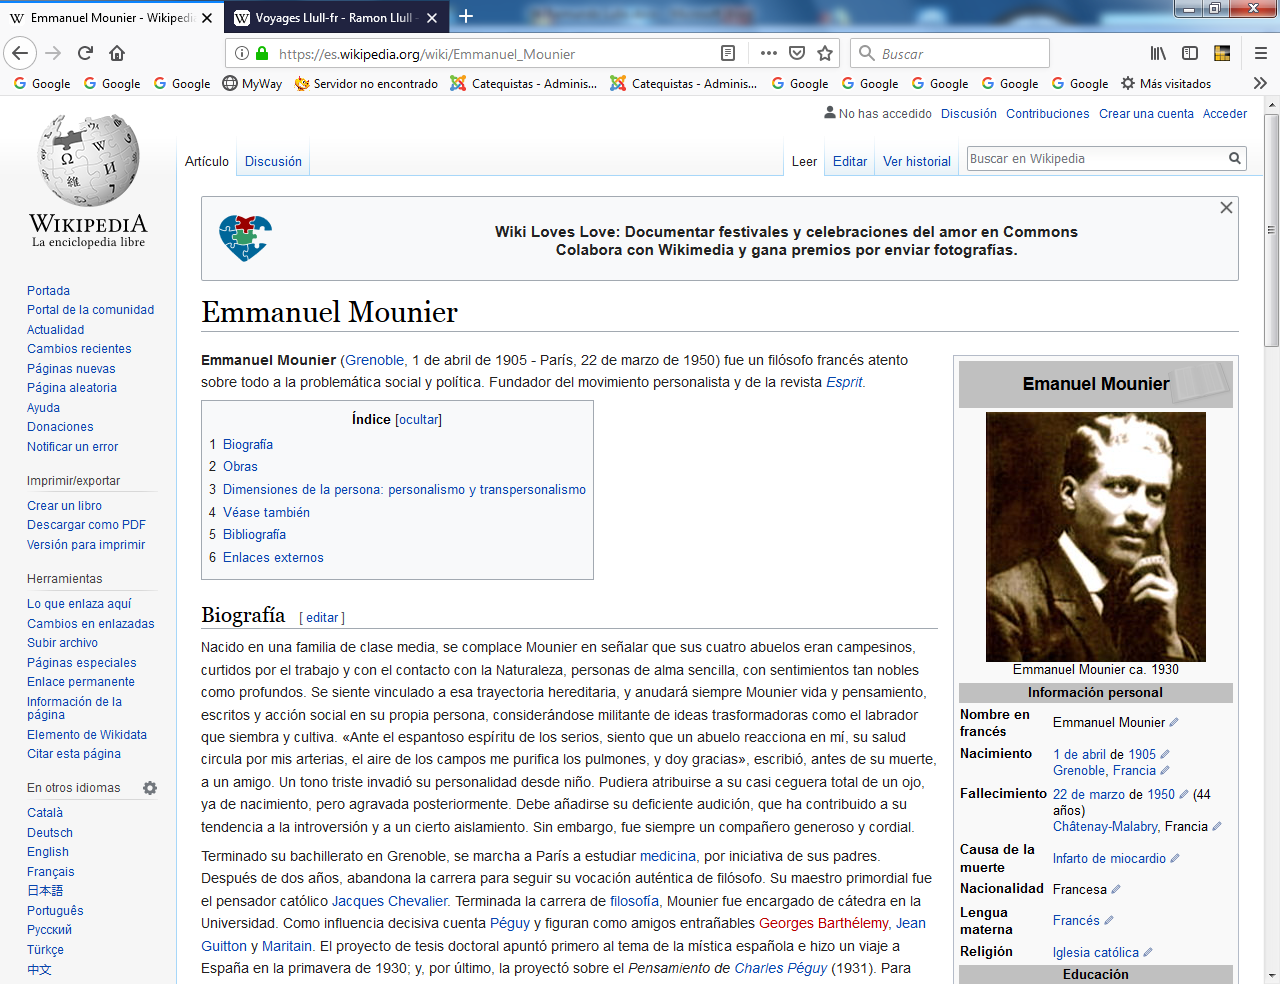 Emmanuel Mounier - Wikipedi
Voyages Llull-fr - Ramon Llull -
https://es.wikipedia.org/wiki/Emmanuel_Mounier
Buscar
Google Google Google MyWay Servidor no encontrado Catequistas - Adminis... Catequistas - Adminis... Google Google Google Google Google Más visitados
No has accedido Discusión Contribuciones Crear una cuenta Acceder
Artículo Discusión Leer Editar Ver historial Buscar en Wikipedia
WIKIPEDIA
La enciclopedia libre
Portada
Portal de la comunidad
Actualidad
Cambios recientes
Páginas nuevas
Página aleatoria
Ayuda
Donaciones
Notificar un error
Imprimir/exportar
Crear un libro
Descargar como PDF
Versión para imprimir
Herramientas
Lo que enlaza aquí
Cambios en enlazadas
Subir archivo
Páginas especiales
Enlace permanente
Información de la
página
Elemento de Wikidata
Citar esta página
En otros idiomas
Català
Deutsch
English
Français
日本語
Português
Русский
Türkçe
中文
Wiki Loves Love: Documentar festivales y celebraciones del amor en Commons
Colabora con Wikimedia y gana premios por enviar fotografías.
Emmanuel Mounier
Emmanuel Mounier (Grenoble, 1 de abril de 1905 - París, 22 de marzo de 1950) fue un filósofo francés atento
sobre todo a la problemática social y política. Fundador del movimiento personalista y de la revista Esprit.
Índice [ocultar]
1 Biografía
2 Obras
3 Dimensiones de la persona: personalismo y transpersonalismo
4 Véase también
5 Bibliografía
6 Enlaces externos
Biografía [ editar ]
Nacido en una familia de clase media, se complace Mounier en señalar que sus cuatro abuelos eran campesinos,
curtidos por el trabajo y con el contacto con la Naturaleza, personas de alma sencilla, con sentimientos tan nobles
como profundos. Se siente vinculado a esa trayectoria hereditaria, y anudará siempre Mounier vida y pensamiento,
escritos y acción social en su propia persona, considerándose militante de ideas trasformadoras como el labrador
que siembra y cultiva. «Ante el espantoso espíritu de los serios, siento que un abuelo reacciona en mí, su salud
circula por mis arterias, el aire de los campos me purifica los pulmones, y doy gracias», escribió, antes de su muerte,
a un amigo. Un tono triste invadió su personalidad desde niño. Pudiera atribuirse a su casi ceguera total de un ojo,
ya de nacimiento, pero agravada posteriormente. Debe añadirse su deficiente audición, que ha contribuido a su
tendencia a la introversión y a un cierto aislamiento. Sin embargo, fue siempre un compañero generoso y cordial.
Terminado su bachillerato en Grenoble, se marcha a París a estudiar medicina, por iniciativa de sus padres.
Después de dos años, abandona la carrera para seguir su vocación auténtica de filósofo. Su maestro primordial fue
el pensador católico Jacques Chevalier. Terminada la carrera de filosofía, Mounier fue encargado de cátedra en la
Universidad. Como influencia decisiva cuenta Péguy y figuran como amigos entrañables Georges Barthélemy, Jean
Guitton y Maritain. El proyecto de tesis doctoral apuntó primero al tema de la mística española e hizo un viaje a
España en la primavera de 1930; y, por último, la proyectó sobre el Pensamiento de Charles Péguy (1931). Para
Emanuel Mounier
Emmanuel Mounier ca. 1930
Información personal
Nombre en
francés
Emmanuel Mounier
Nacimiento
1 de abril de 1905
Grenoble, Francia
Fallecimiento
22 de marzo de 1950 (44
años)
Châtenay-Malabry, Francia
Causa de la
muerte
Infarto de miocardio
Nacionalidad Francesa
Lengua
materna
Francés
Religión Iglesia católica
Educación